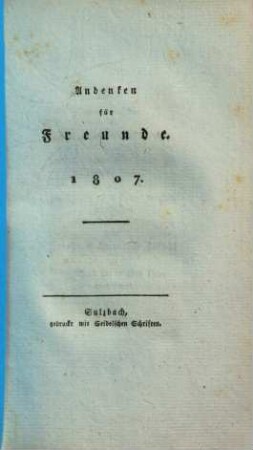 Andenken
für
Freunde.
1807.
Sulzbach,
gedruckt mit Seidelschen Schriften.